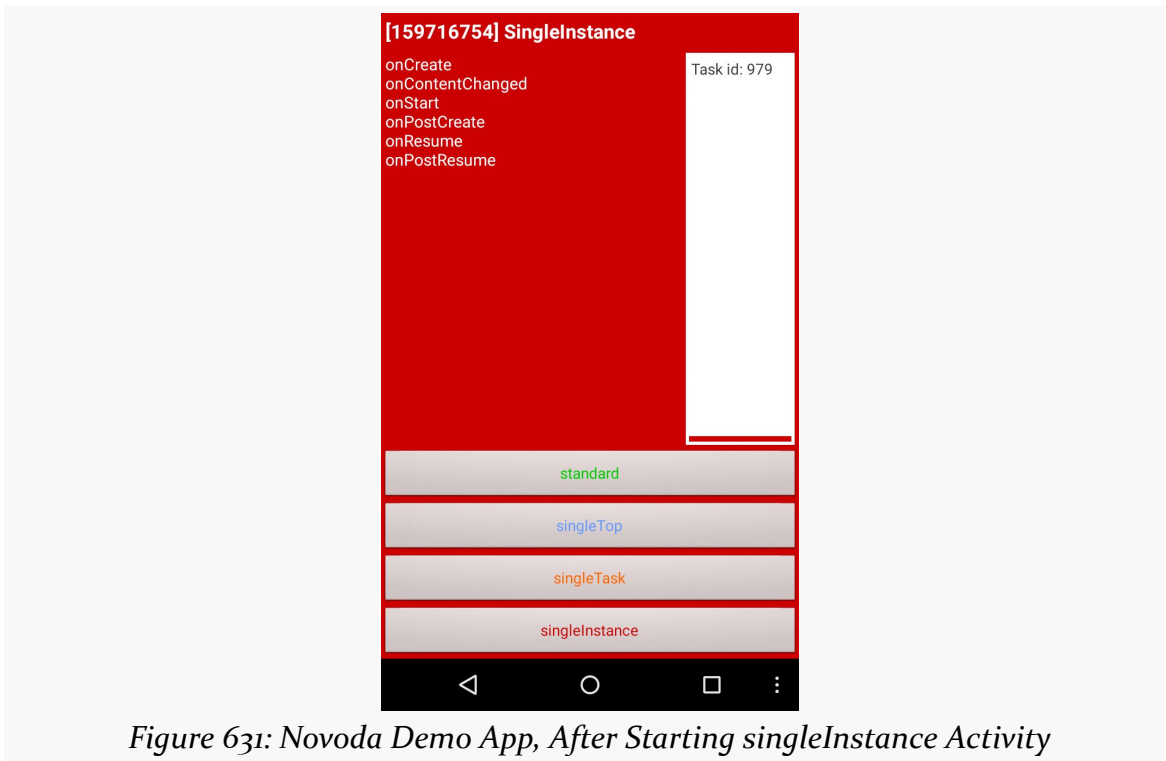 [159716754] SingleInstance
onCreate
onContentChanged
onStart
onPostCreate
onResume
onPostResume
Task id: 979
standard
singleTop
singleTask
singleInstance
Figure 631: Novoda Demo App, After Starting singleInstance Activity